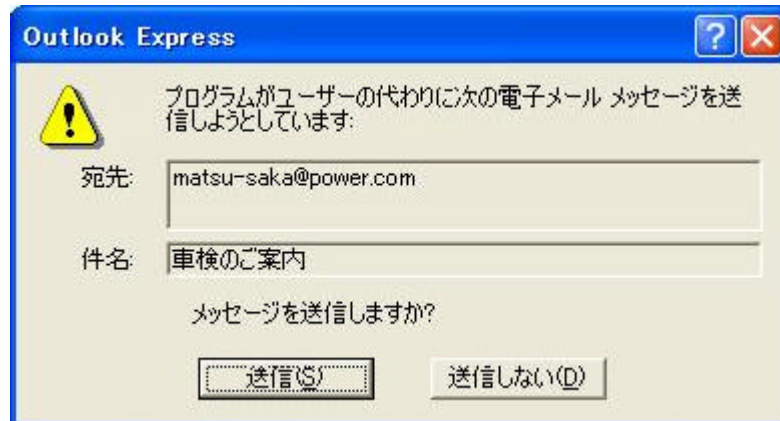 Outlook Express
プログラムがユーザーの代わりに次の電子メール メッセージを送
信しようとしています:
宛先: matsu-saka@power.com
件名: 車検のご案内
メッセージを送信しますか?
送信(S) 送信しない(D)